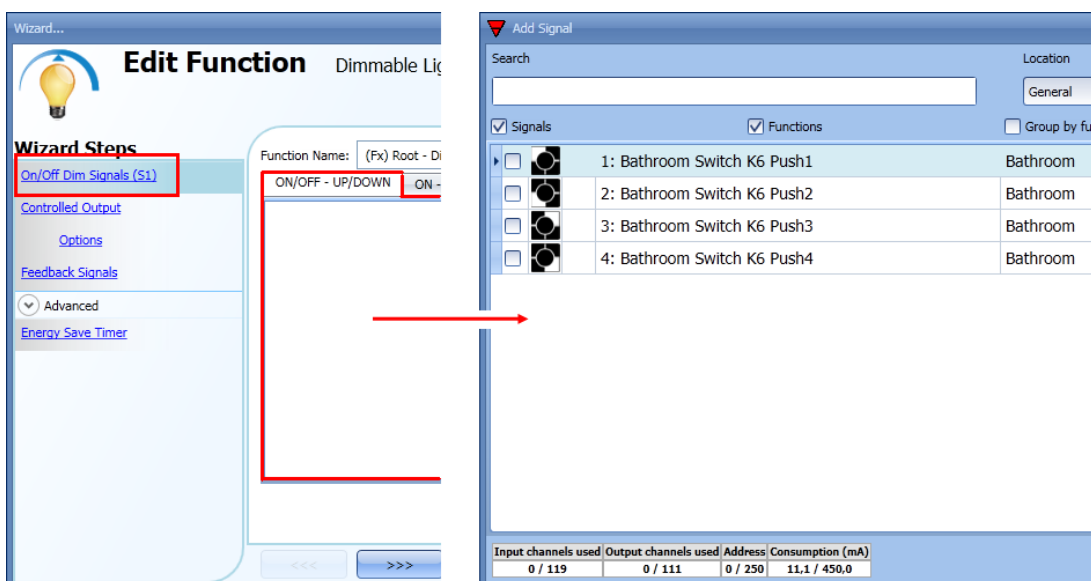 Wizard...
Edit Function Dimmable Lig
Wizard Steps
On/Off Dim Signals (S1)
Controlled Output
Options
Feedback Signals
Advanced
Energy Save Timer
Function Name: (Fx) Root - Di
ON/OFF - UP/DOWN ON -
<<< >>>
Add Signal
Search Location
General
Signals Functions Group by fu
1: Bathroom Switch K6 Push1 Bathroom
2: Bathroom Switch K6 Push2 Bathroom
3: Bathroom Switch K6 Push3 Bathroom
4: Bathroom Switch K6 Push4 Bathroom
Input channels used Output channels used Address Consumption (mA)
0 / 119 0 / 111 0 / 250 11,1 / 450,0